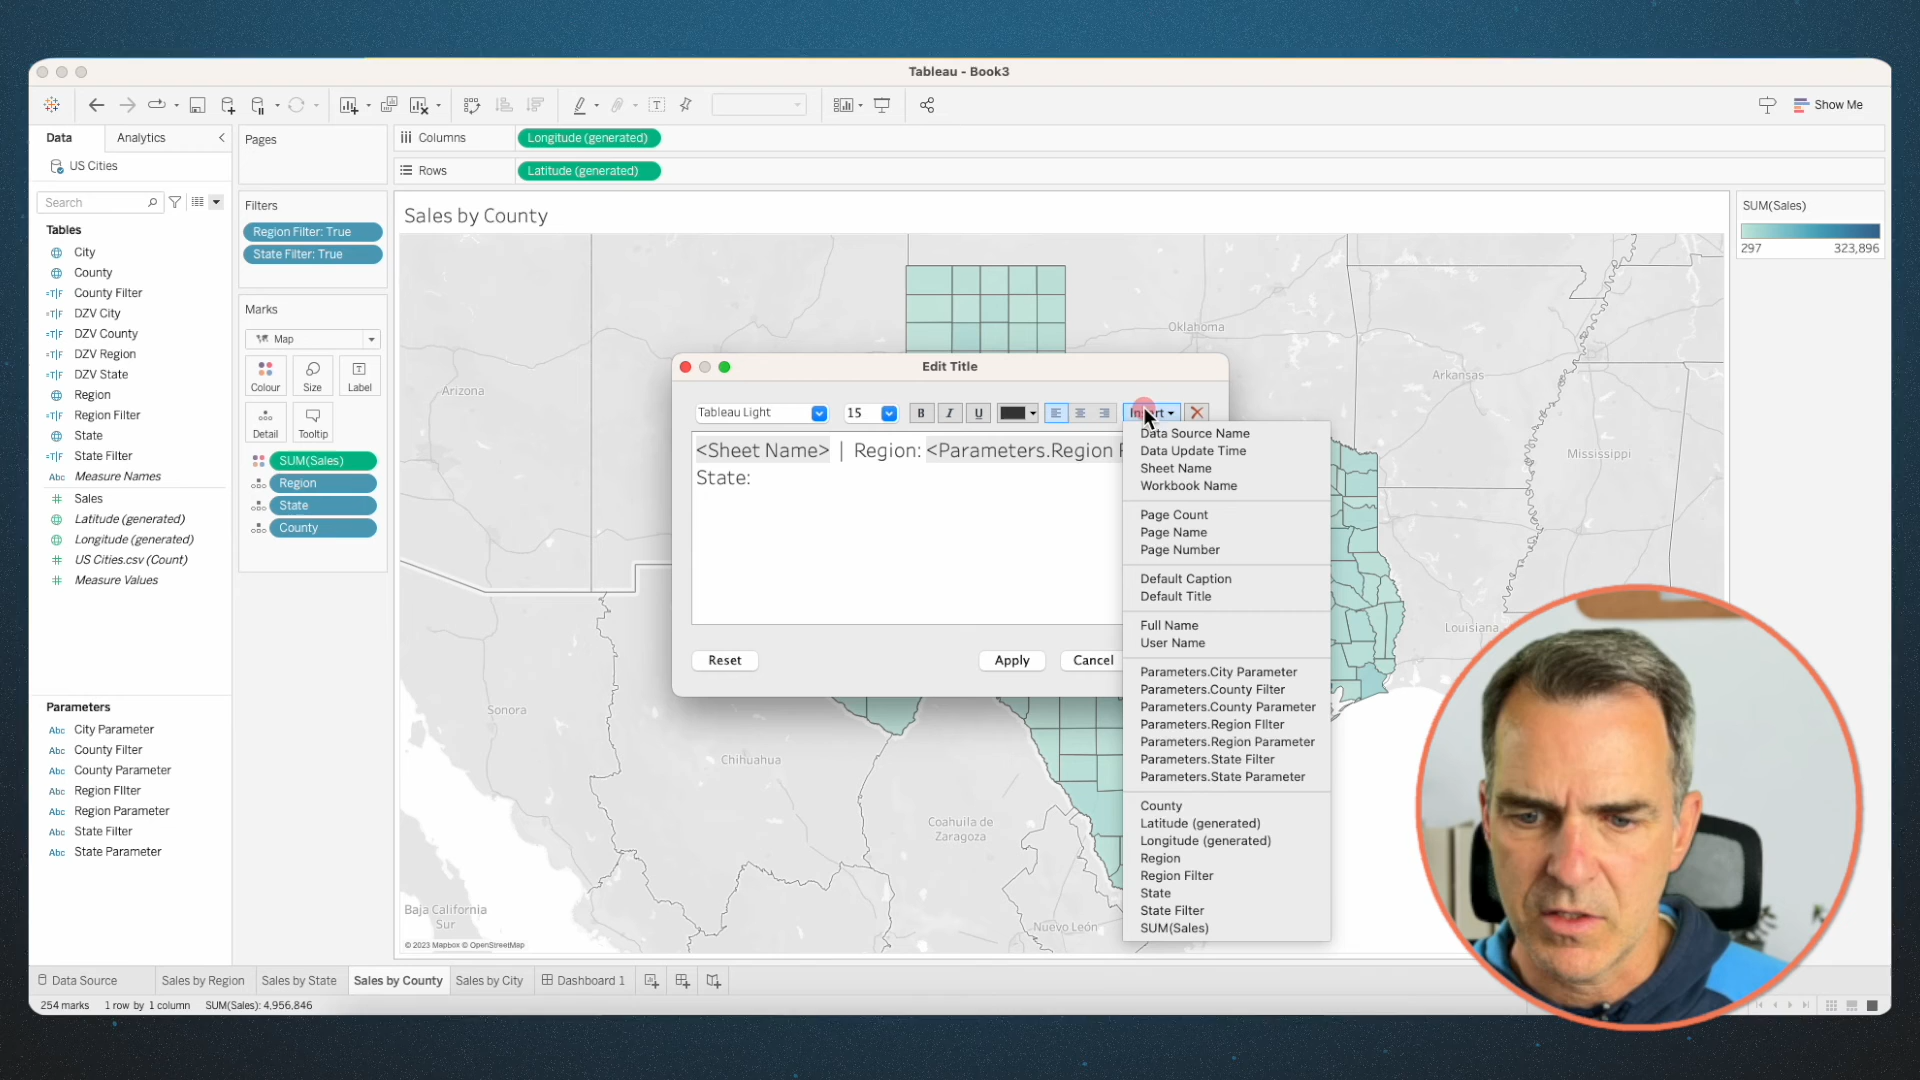 Tableau - Book3
Show Me
Data
Analytics
US Cities
Search
Tables
City
County
County Filter
DZV City
DZV County
DZV Region
DZV State
Region
Region Filter
State
State Filter
Abc Measure Names
Sales
Latitude (generated)
Longitude (generated)
US Cities.csv (Count)
Measure Values
Parameters
Abc City Parameter
Abc County Filter
Abc County Parameter
Abc Region FIlter
Abc Region Parameter
Abc State Filter
Abc State Parameter
Pages
Filters
Region Filter: True
State Filter: True
Marks
Map
Colour
Size
Label
Detail
Tooltip
SUM(Sales)
Region
State
County
Columns
Longitude (generated)
Rows
Latitude (generated)
Sales by County
SUM(Sales)
297 323,896
Oklahoma
Arizona
Arkansas
Mississippi
Louisiana
Sonora
Chihuahua
Coahuila de
Zaragoza
Nuevo León
Baja California
Sur
© 2023 Mapbox © OpenStreetMap
Edit Title
Tableau Light
15
B I U
<Sheet Name> | Region: <Parameters.Region
State:
Reset
Apply
Cancel
Data Source Name
Data Update Time
Sheet Name
Workbook Name
Page Count
Page Name
Page Number
Default Caption
Default Title
Full Name
User Name
Parameters.City Parameter
Parameters.County Filter
Parameters.County Parameter
Parameters.Region FIlter
Parameters.Region Parameter
Parameters.State Filter
Parameters.State Parameter
County
Latitude (generated)
Longitude (generated)
Region
Region Filter
State
State Filter
SUM(Sales)
Data Source
Sales by Region
Sales by State
Sales by County
Sales by City
Dashboard 1
254 marks 1 row by 1 column SUM(Sales): 4,956,846